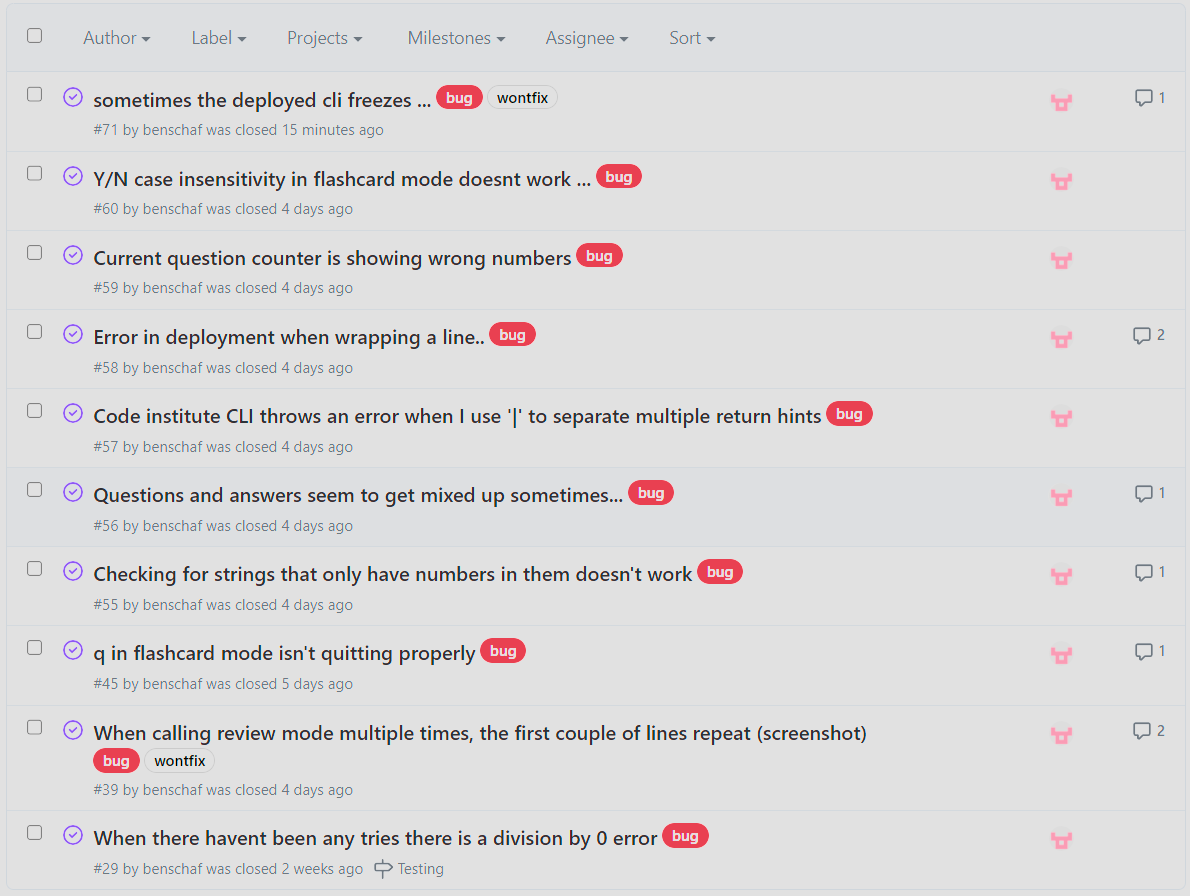 Author Label Projects Milestones Assignee Sort
sometimes the deployed cli freezes ... bug wontfix 1
#71 by benschaf was closed 15 minutes ago
Y/N case insensitivity in flashcard mode doesnt work ... bug
#60 by benschaf was closed 4 days ago
Current question counter is showing wrong numbers bug
#59 by benschaf was closed 4 days ago
Error in deployment when wrapping a line.. bug 2
#58 by benschaf was closed 4 days ago
Code institute CLI throws an error when I use '|' to separate multiple return hints bug
#57 by benschaf was closed 4 days ago
Questions and answers seem to get mixed up sometimes... bug 1
#56 by benschaf was closed 4 days ago
Checking for strings that only have numbers in them doesn't work bug 1
#55 by benschaf was closed 4 days ago
q in flashcard mode isn't quitting properly bug 1
#45 by benschaf was closed 5 days ago
When calling review mode multiple times, the first couple of lines repeat (screenshot) 2
bug wontfix
#39 by benschaf was closed 4 days ago
When there havent been any tries there is a division by 0 error bug
#29 by benschaf was closed 2 weeks ago Testing